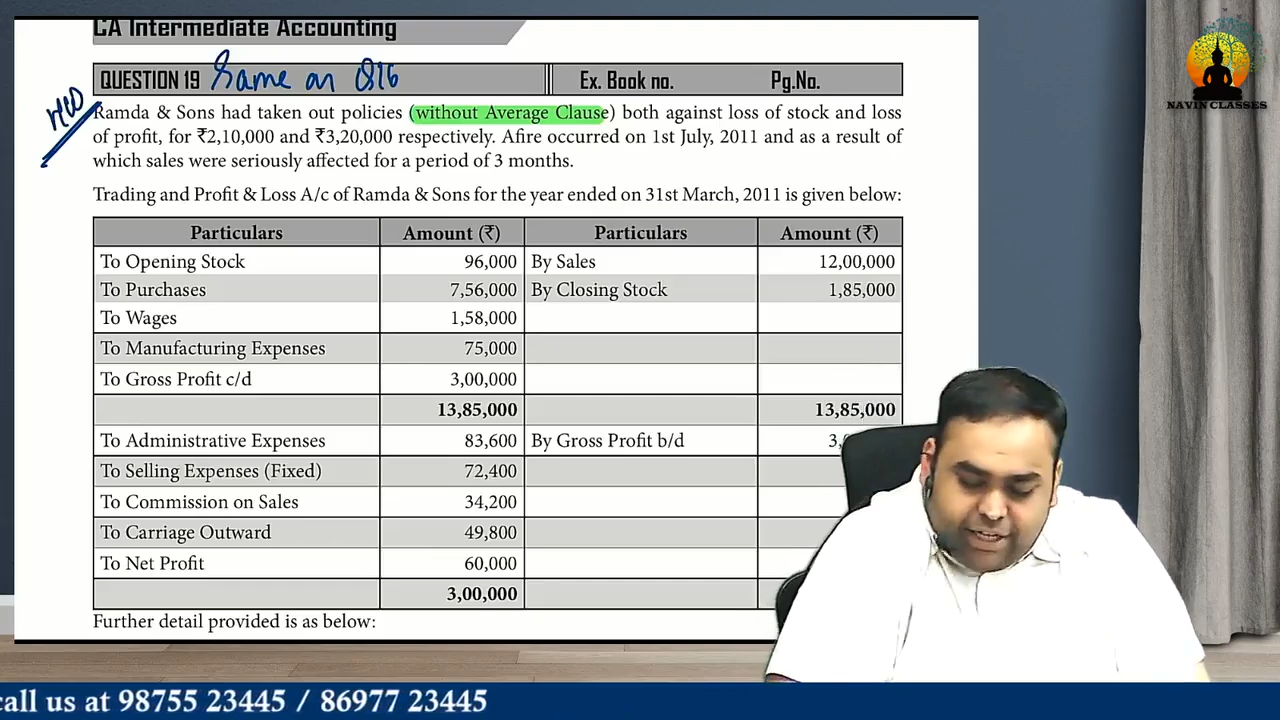 CA Intermediate Accounting
QUESTION 19 Same as Q16 Ex. Book no. Pg.No.
HW
Ramda & Sons had taken out policies (without Average Clause) both against loss of stock and loss
of profit, for ₹2,10,000 and ₹3,20,000 respectively. Afire occurred on 1st July, 2011 and as a result of
which sales were seriously affected for a period of 3 months.
Trading and Profit & Loss A/c of Ramda & Sons for the year ended on 31st March, 2011 is given below:
Particulars Amount (₹) Particulars Amount (₹)
To Opening Stock 96,000 By Sales 12,00,000
To Purchases 7,56,000 By Closing Stock 1,85,000
To Wages 1,58,000
To Manufacturing Expenses 75,000
To Gross Profit c/d 3,00,000
13,85,000 13,85,000
To Administrative Expenses 83,600 By Gross Profit b/d
To Selling Expenses (Fixed) 72,400
To Commission on Sales 34,200
To Carriage Outward 49,800
To Net Profit 60,000
3,00,000
Further detail provided is as below:
NAVIN CLASSES
call us at 98755 23445 / 86977 23445